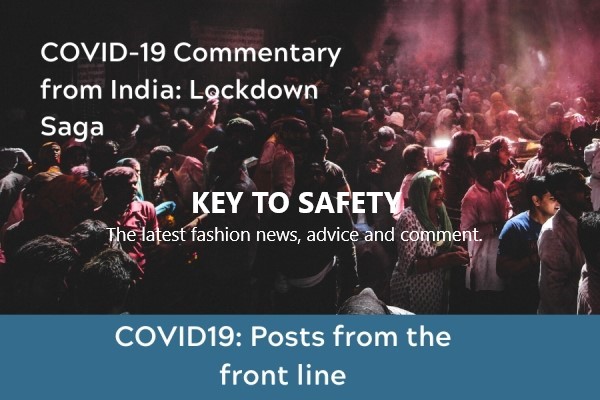 COVID-19 Commentary
from India: Lockdown
Saga
KEY TO SAFETY
The latest fashion news, advice and comment.
COVID19: Posts from the
front line